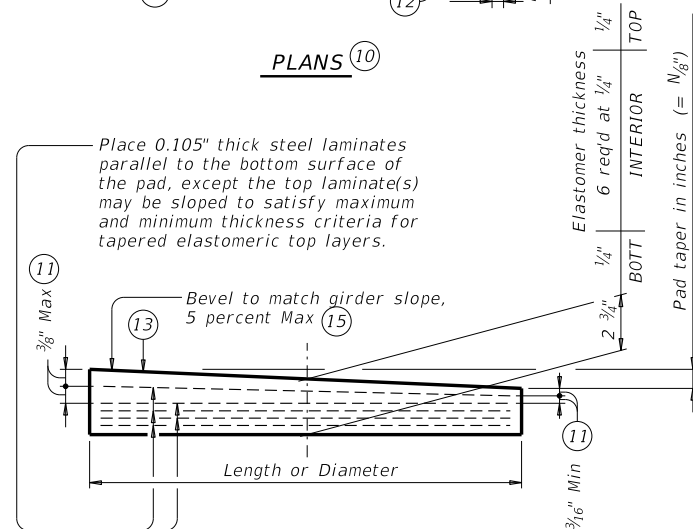 12
PLANS 10
Place 0.105" thick steel laminates
parallel to the bottom surface of
the pad, except the top laminate(s)
may be sloped to satisfy maximum
and minimum thickness criteria for
tapered elastomeric top layers.
Bevel to match girder slope,
5 percent Max 15
13
11
3/8" Max
Length or Diameter
11
3/16" Min
2 3/4"
Elastomer thickness
1/4" 6 req'd at 1/4" 1/4"
BOTT INTERIOR TOP
Pad taper in inches (= N/8")